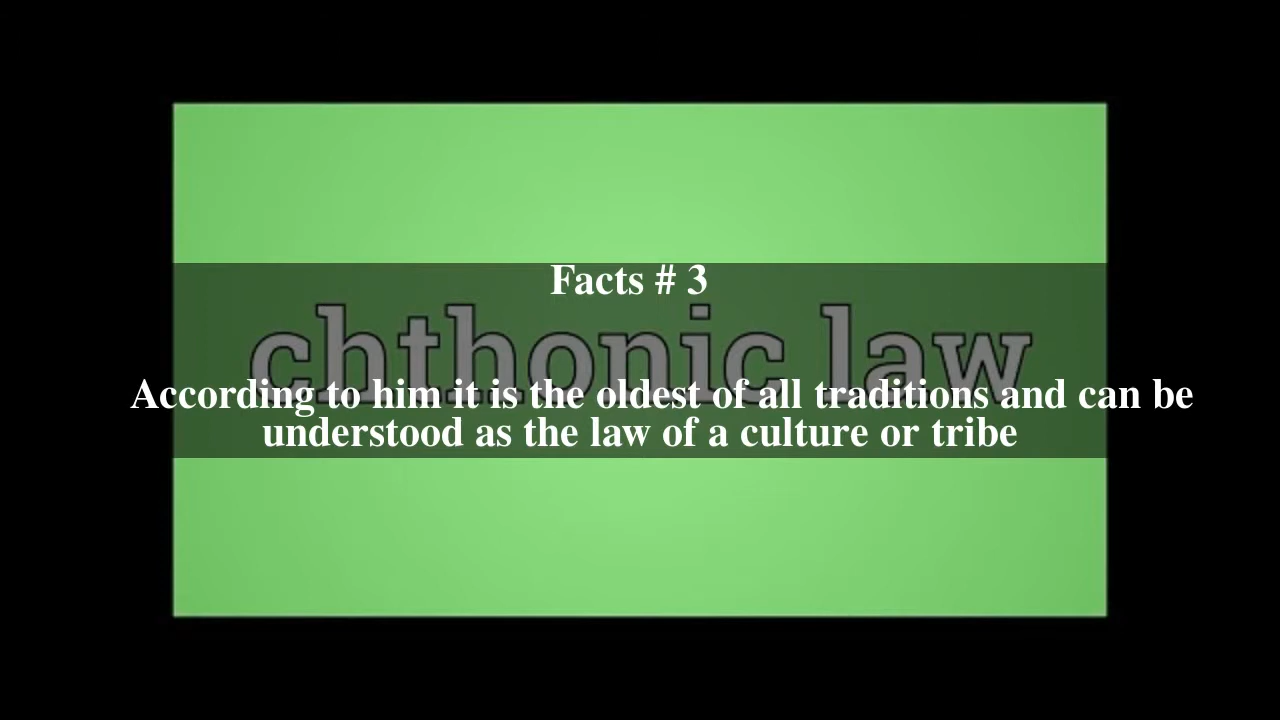 Facts # 3
chthonic law
According to him it is the oldest of all traditions and can be
understood as the law of a culture or tribe